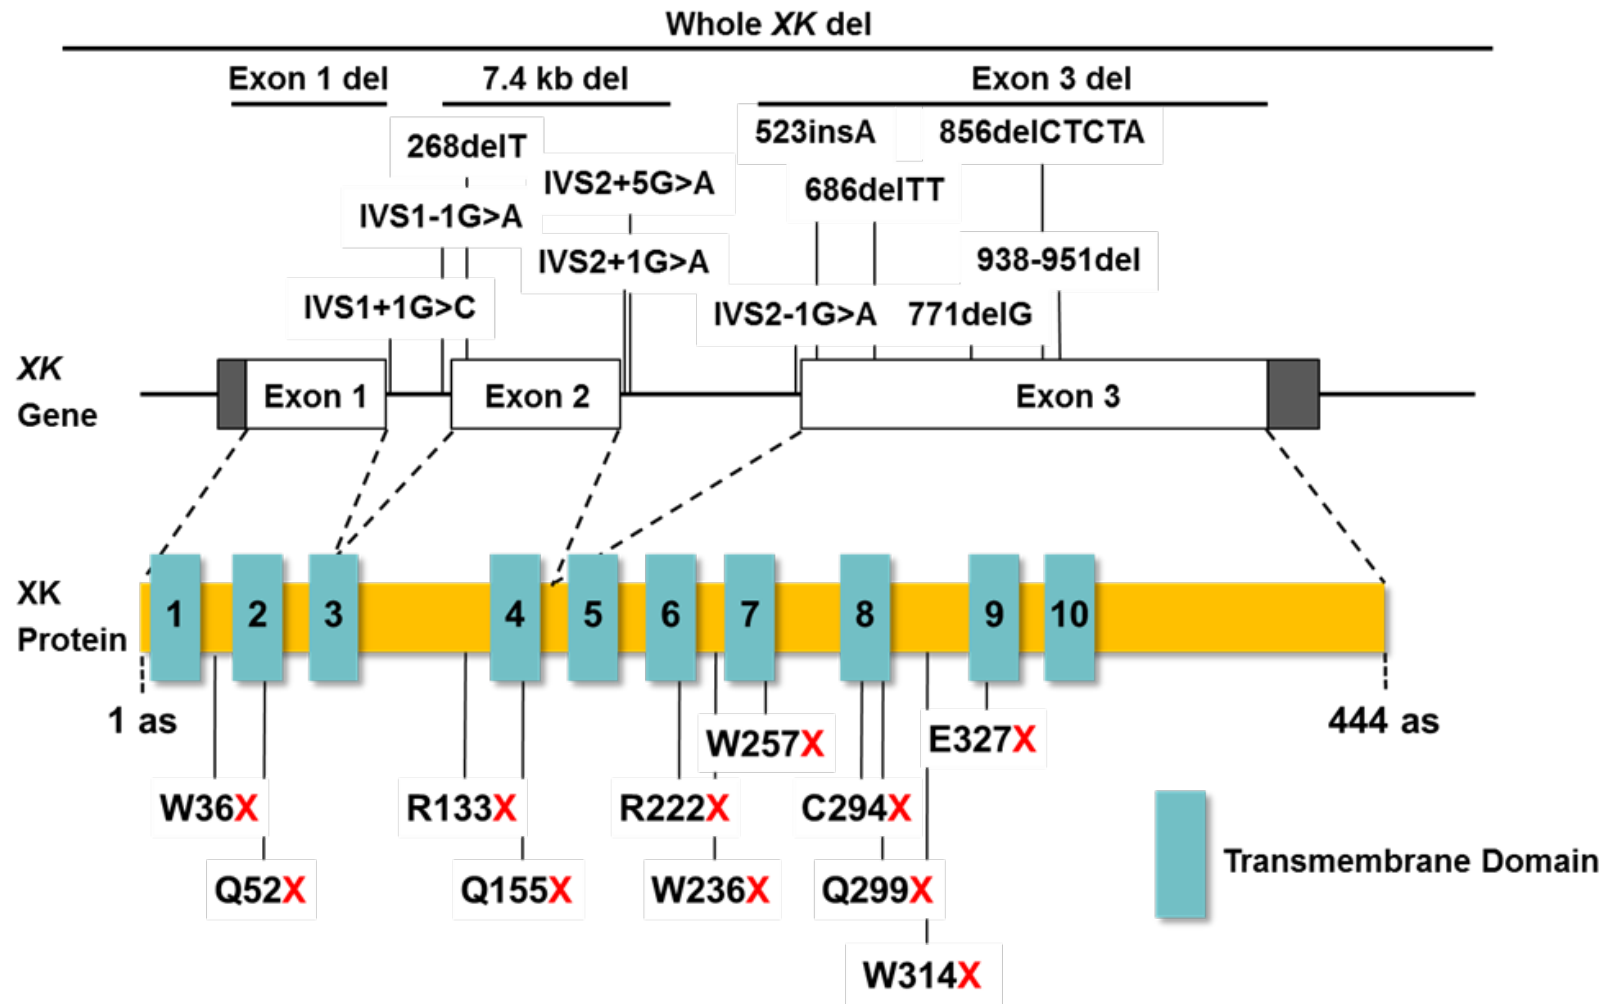 Whole XK del
Exon 1 del
7.4 kb del
Exon 3 del
268delT
523insA
856delCTCTA
IVS2+5G>A
686delTT
IVS1-1G>A
IVS2+1G>A
938-951del
IVS1+1G>C
IVS2-1G>A
771delG
XK
Gene
Exon 1
Exon 2
Exon 3
XK
Protein
1
2
3
4
5
6
7
8
9
10
1 as
444 as
W257X
E327X
W36X
R133X
R222X
C294X
Q52X
Q155X
W236X
Q299X
W314X
Transmembrane Domain